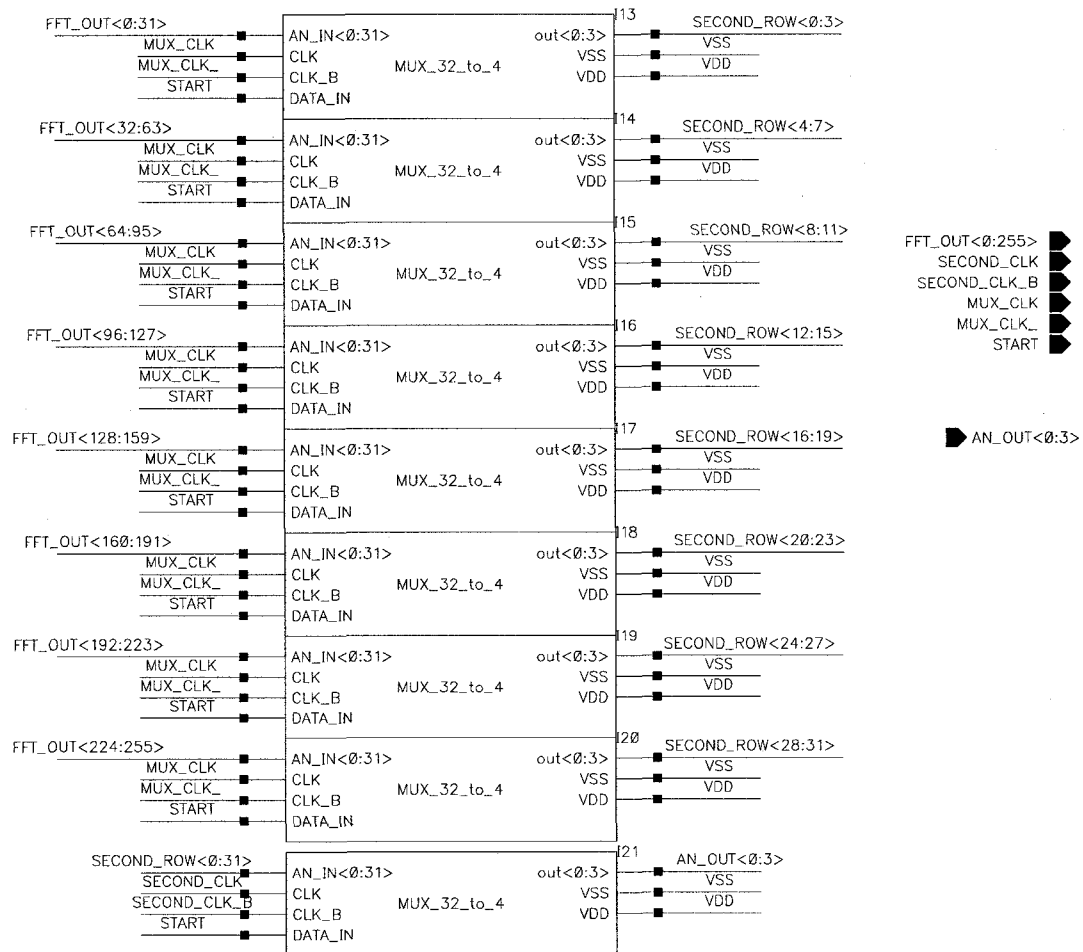 I13
FFT_OUT<0:31> AN_IN<0:31> out<0:3> SECOND_ROW<0:3>
MUX_CLK CLK VSS VSS
MUX_CLK_ CLK_B MUX_32_to_4 VDD VDD
START DATA_IN
I14
FFT_OUT<32:63> AN_IN<0:31> out<0:3> SECOND_ROW<4:7>
MUX_CLK CLK VSS VSS
MUX_CLK_ CLK_B MUX_32_to_4 VDD VDD
START DATA_IN
I15
FFT_OUT<64:95> AN_IN<0:31> out<0:3> SECOND_ROW<8:11>
MUX_CLK CLK VSS VSS
MUX_CLK_ CLK_B MUX_32_to_4 VDD VDD
START DATA_IN
I16
FFT_OUT<96:127> AN_IN<0:31> out<0:3> SECOND_ROW<12:15>
MUX_CLK CLK VSS VSS
MUX_CLK_ CLK_B MUX_32_to_4 VDD VDD
START DATA_IN
I17
FFT_OUT<128:159> AN_IN<0:31> out<0:3> SECOND_ROW<16:19>
MUX_CLK CLK VSS VSS
MUX_CLK_ CLK_B MUX_32_to_4 VDD VDD
START DATA_IN
I18
FFT_OUT<160:191> AN_IN<0:31> out<0:3> SECOND_ROW<20:23>
MUX_CLK CLK VSS VSS
MUX_CLK_ CLK_B MUX_32_to_4 VDD VDD
START DATA_IN
I19
FFT_OUT<192:223> AN_IN<0:31> out<0:3> SECOND_ROW<24:27>
MUX_CLK CLK VSS VSS
MUX_CLK_ CLK_B MUX_32_to_4 VDD VDD
START DATA_IN
I20
FFT_OUT<224:255> AN_IN<0:31> out<0:3> SECOND_ROW<28:31>
MUX_CLK CLK VSS VSS
MUX_CLK_ CLK_B MUX_32_to_4 VDD VDD
START DATA_IN
I21
SECOND_ROW<0:31> AN_IN<0:31> out<0:3> AN_OUT<0:3>
SECOND_CLK CLK VSS VSS
SECOND_CLK_B CLK_B MUX_32_to_4 VDD VDD
START DATA_IN
FFT_OUT<0:255>
SECOND_CLK
SECOND_CLK_B
MUX_CLK
MUX_CLK_
START
AN_OUT<0:3>